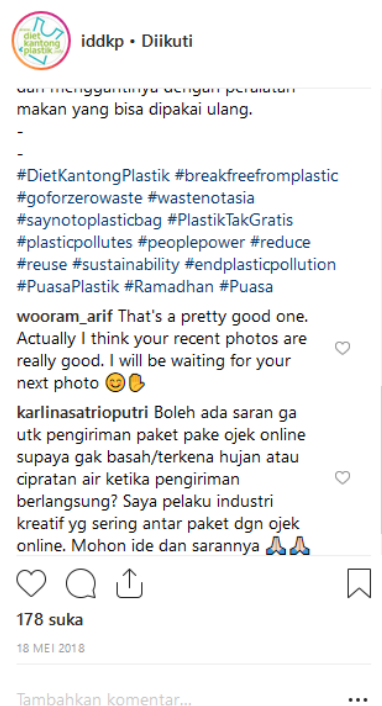 www.
diet
kantong
plastik
iddkp • Diikuti
dan menggantinya dengan peralatan
makan yang bisa dipakai ulang.
-
-
#DietKantongPlastik #breakfreefromplastic
#goforzerowaste #wastenotasia
#saynotoplasticbag #PlastikTakGratis
#plasticpollutes #peoplepower #reduce
#reuse #sustainability #endplasticpollution
#PuasaPlastik #Ramadhan #Puasa
wooram_arif That's a pretty good one.
Actually I think your recent photos are
really good. I will be waiting for your
next photo 😊✋
karlinasatrioputri Boleh ada saran ga
utk pengiriman paket pake ojek online
supaya gak basah/terkena hujan atau
cipratan air ketika pengiriman
berlangsung? Saya pelaku industri
kreatif yg sering antar paket dgn ojek
online. Mohon ide dan sarannya 🙏🙏
178 suka
18 MEI 2018
Tambahkan komentar...